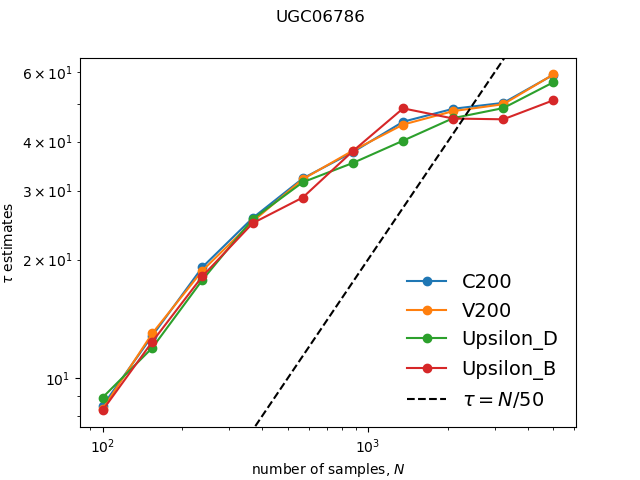 UGC06786
τ estimates
6 × 10¹
4 × 10¹
3 × 10¹
2 × 10¹
10¹
C200
V200
Upsilon_D
Upsilon_B
τ = N/50
10² 10³
number of samples, N